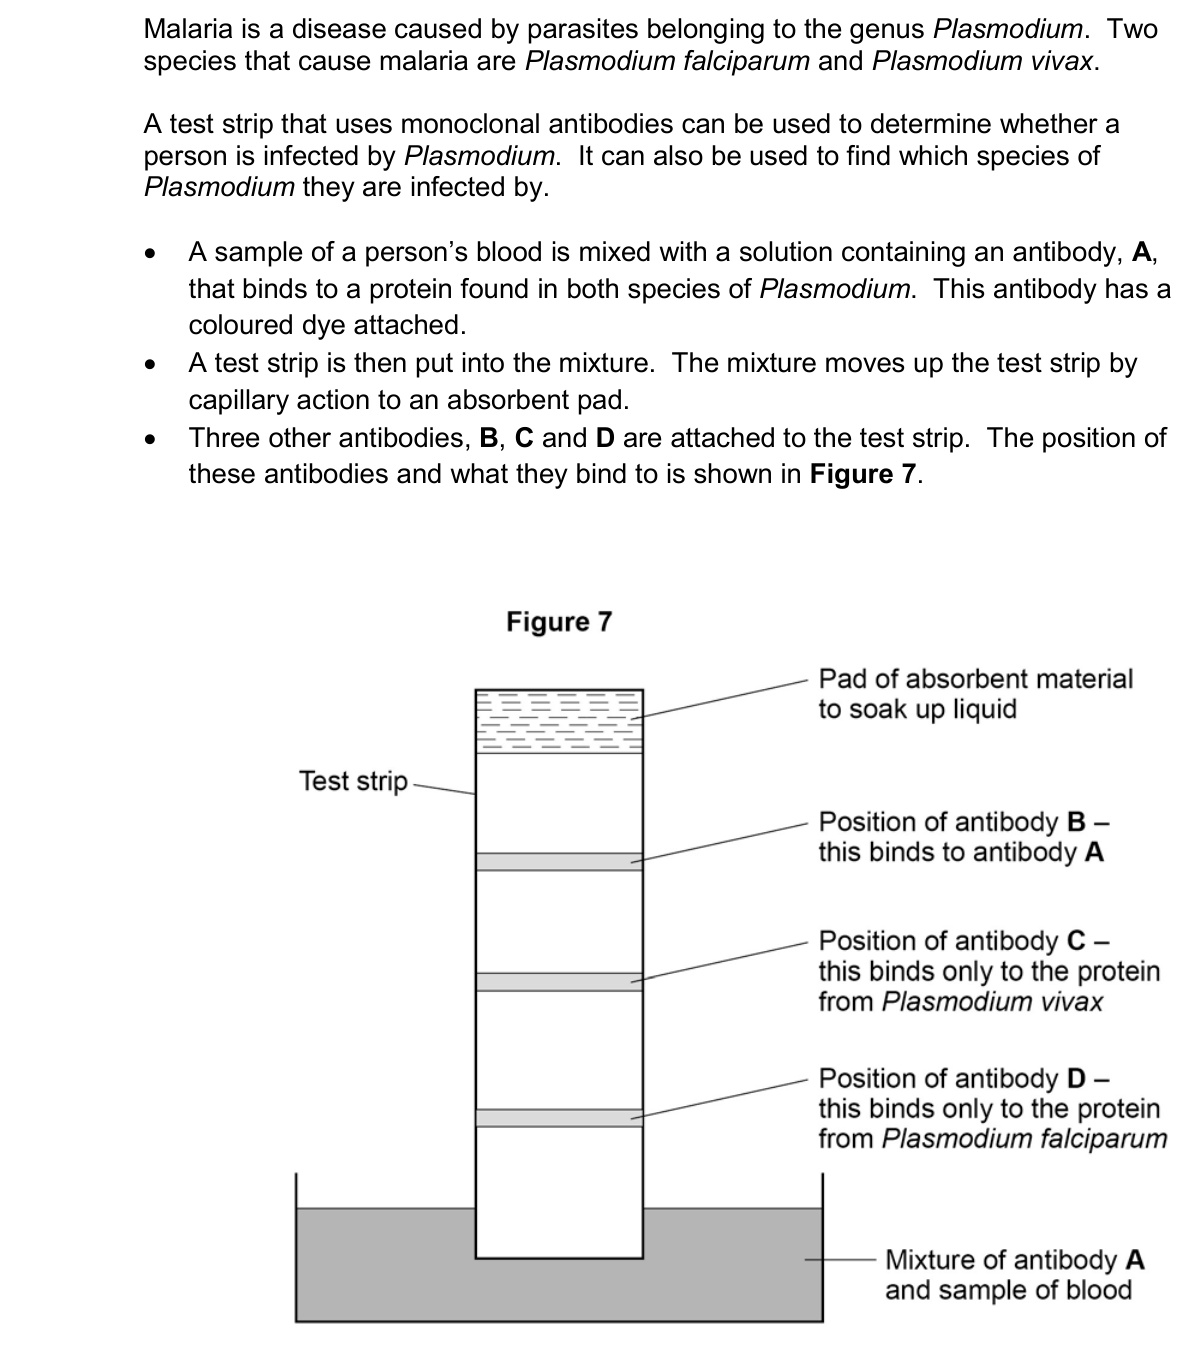 Malaria is a disease caused by parasites belonging to the genus Plasmodium.  Two
species that cause malaria are Plasmodium falciparum and Plasmodium vivax.
A test strip that uses monoclonal antibodies can be used to determine whether a
person is infected by Plasmodium.  It can also be used to find which species of
Plasmodium they are infected by.
• A sample of a person’s blood is mixed with a solution containing an antibody, A,
that binds to a protein found in both species of Plasmodium.  This antibody has a
coloured dye attached.
• A test strip is then put into the mixture.  The mixture moves up the test strip by
capillary action to an absorbent pad.
• Three other antibodies, B, C and D are attached to the test strip.  The position of
these antibodies and what they bind to is shown in Figure 7.
Figure 7
Pad of absorbent material
to soak up liquid
Test strip
Position of antibody B –
this binds to antibody A
Position of antibody C –
this binds only to the protein
from Plasmodium vivax
Position of antibody D –
this binds only to the protein
from Plasmodium falciparum
Mixture of antibody A
and sample of blood